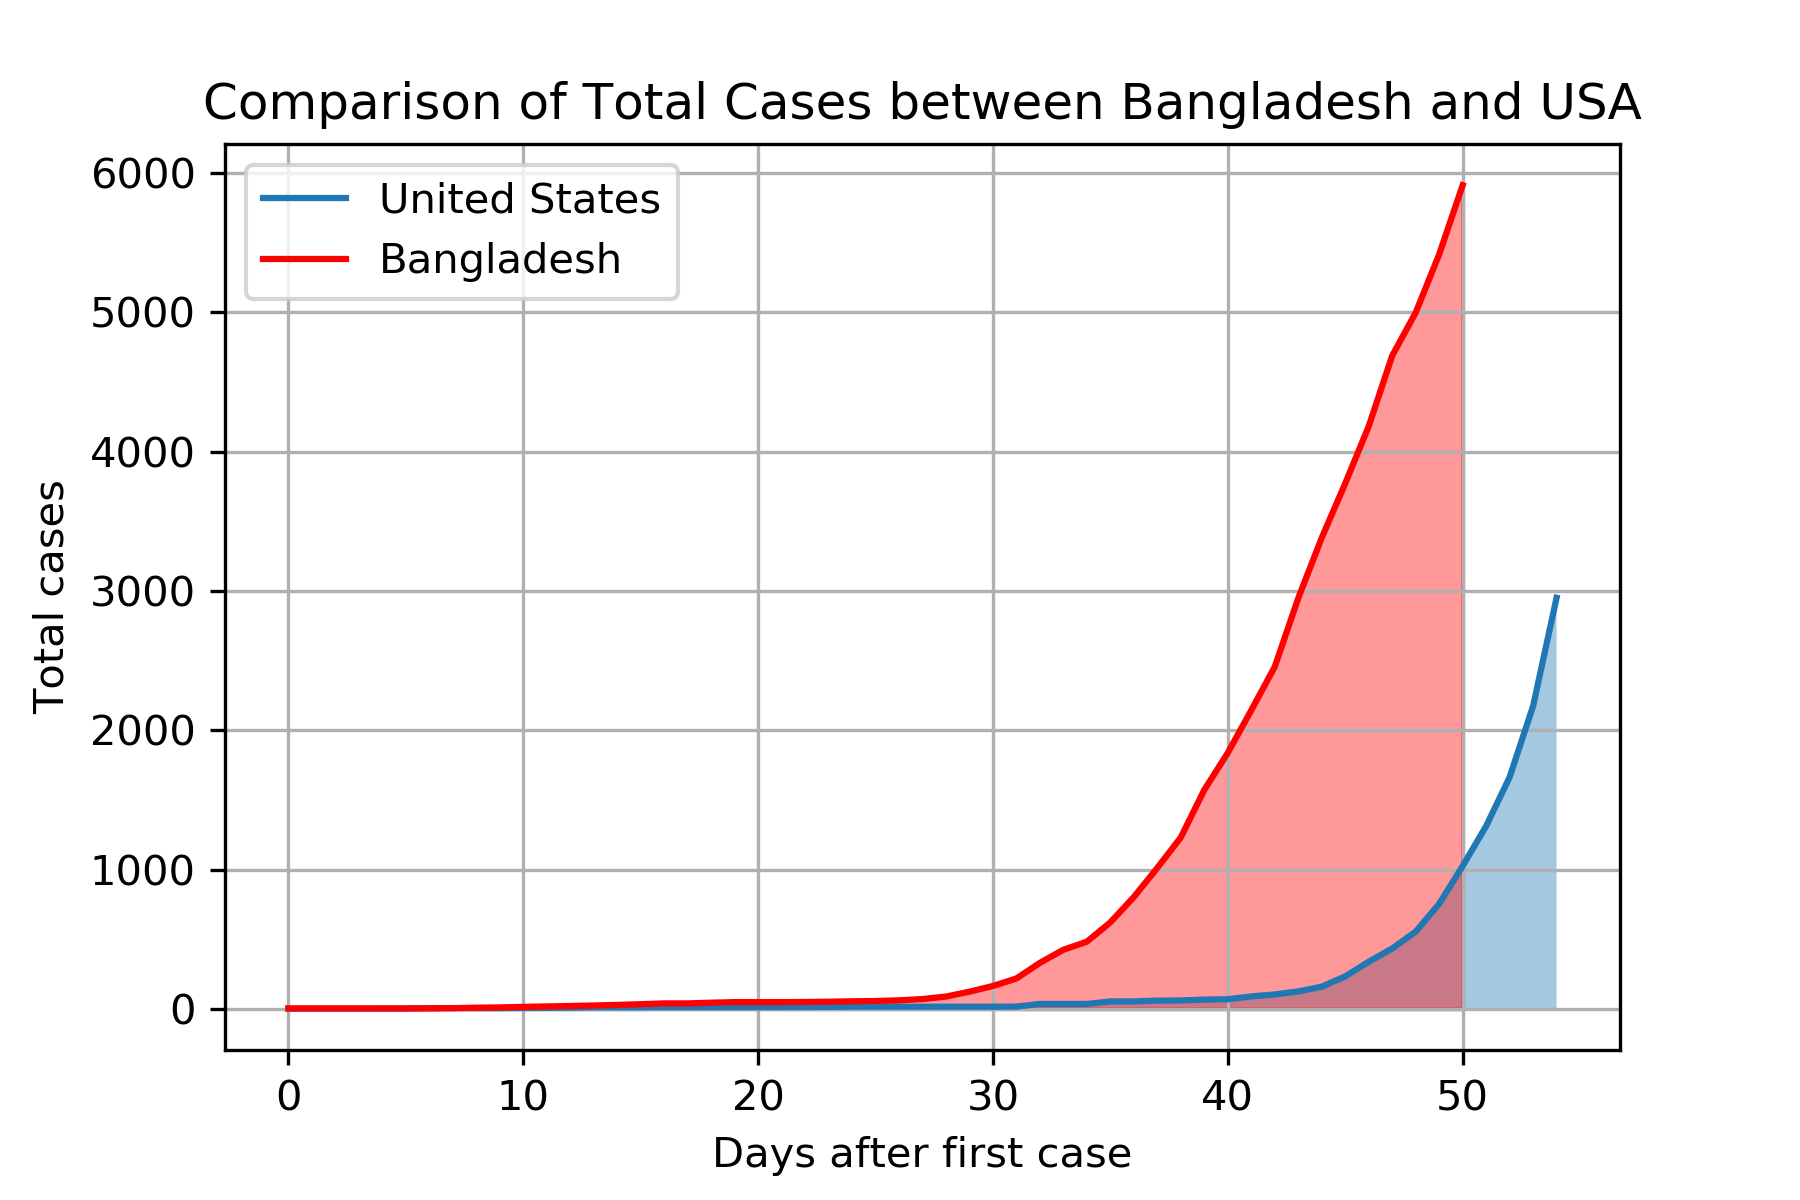 Comparison of Total Cases between Bangladesh and USA
United States
Bangladesh
6000
5000
4000
3000
2000
1000
0
Total cases
0 10 20 30 40 50
Days after first case